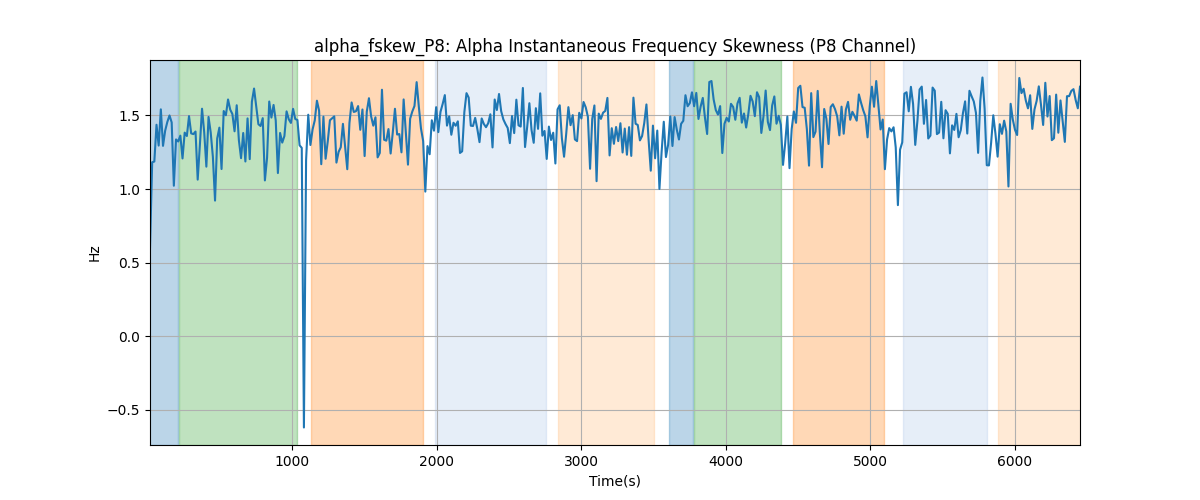 alpha_fskew_P8: Alpha Instantaneous Frequency Skewness (P8 Channel)
Hz
1.5
1.0
0.5
0.0
−0.5
1000 2000 3000 4000 5000 6000
Time(s)